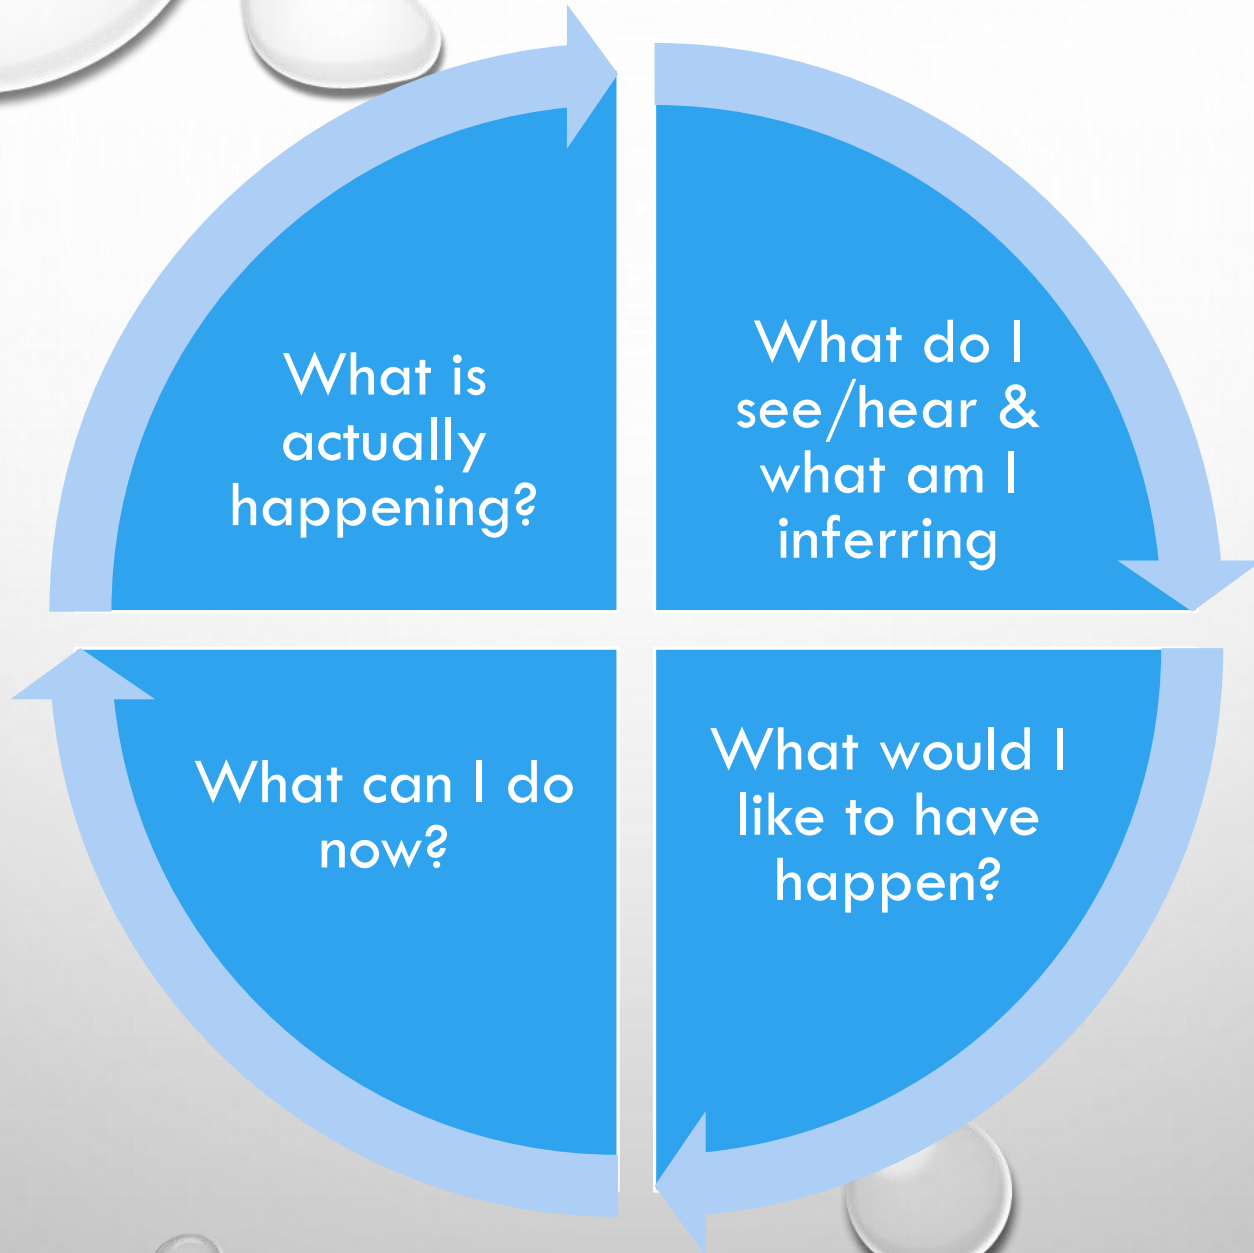 What is
actually
happening?
What do I
see/hear &
what am I
inferring
What would I
like to have
happen?
What can I do
now?